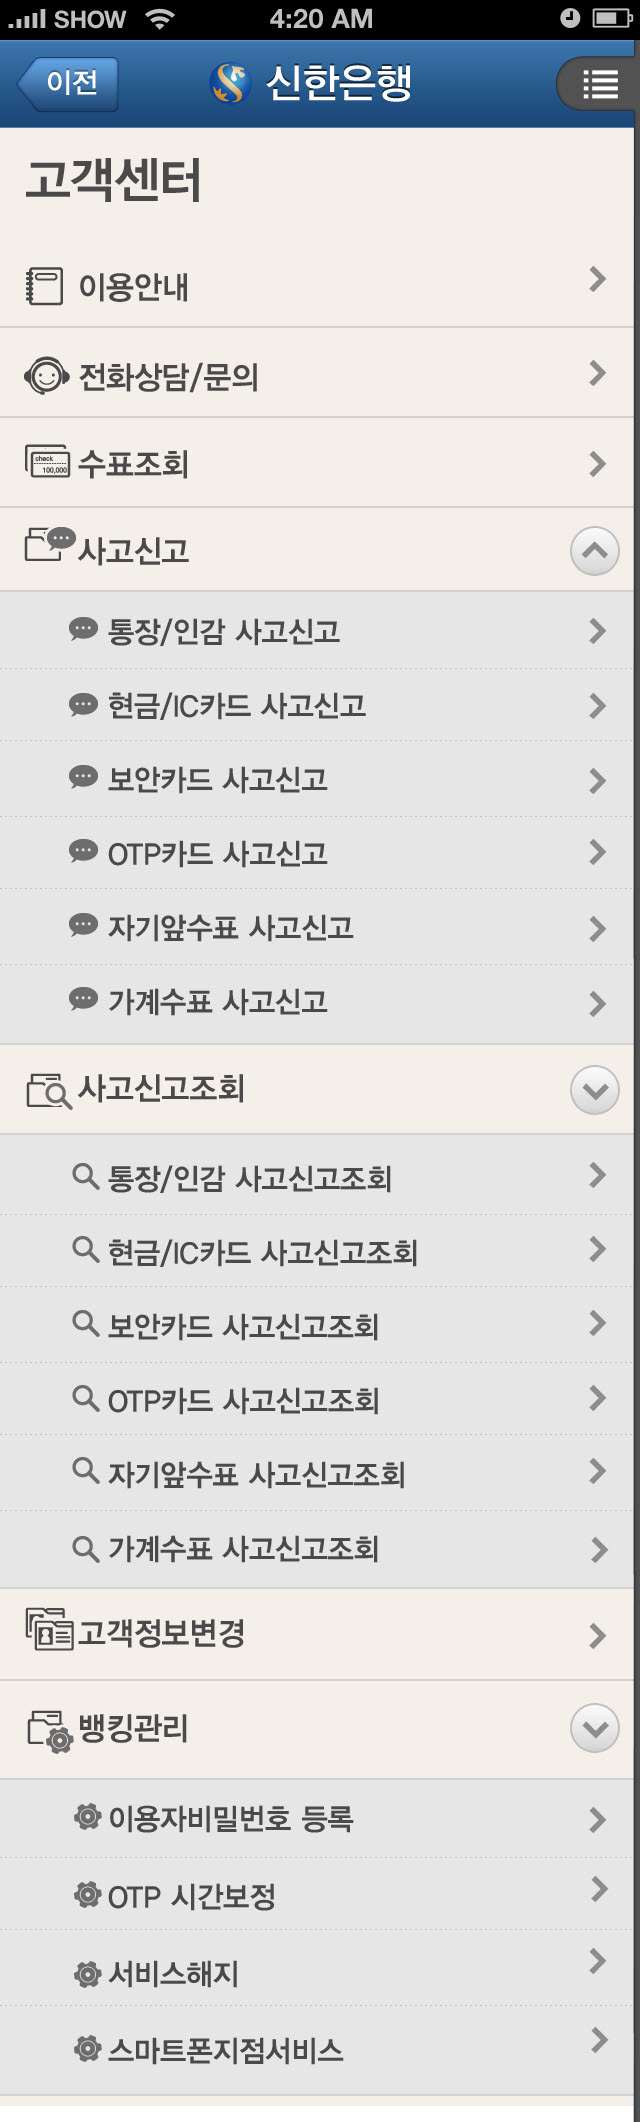 SHOW 4:20 AM
이전 신한은행
고객센터
이용안내
전화상담/문의
check
100,000
수표조회
사고신고
통장/인감 사고신고
현금/IC카드 사고신고
보안카드 사고신고
OTP카드 사고신고
자기앞수표 사고신고
가계수표 사고신고
사고신고조회
통장/인감 사고신고조회
현금/IC카드 사고신고조회
보안카드 사고신고조회
OTP카드 사고신고조회
자기앞수표 사고신고조회
가계수표 사고신고조회
고객정보변경
뱅킹관리
이용자비밀번호 등록
OTP 시간보정
서비스해지
스마트폰지점서비스